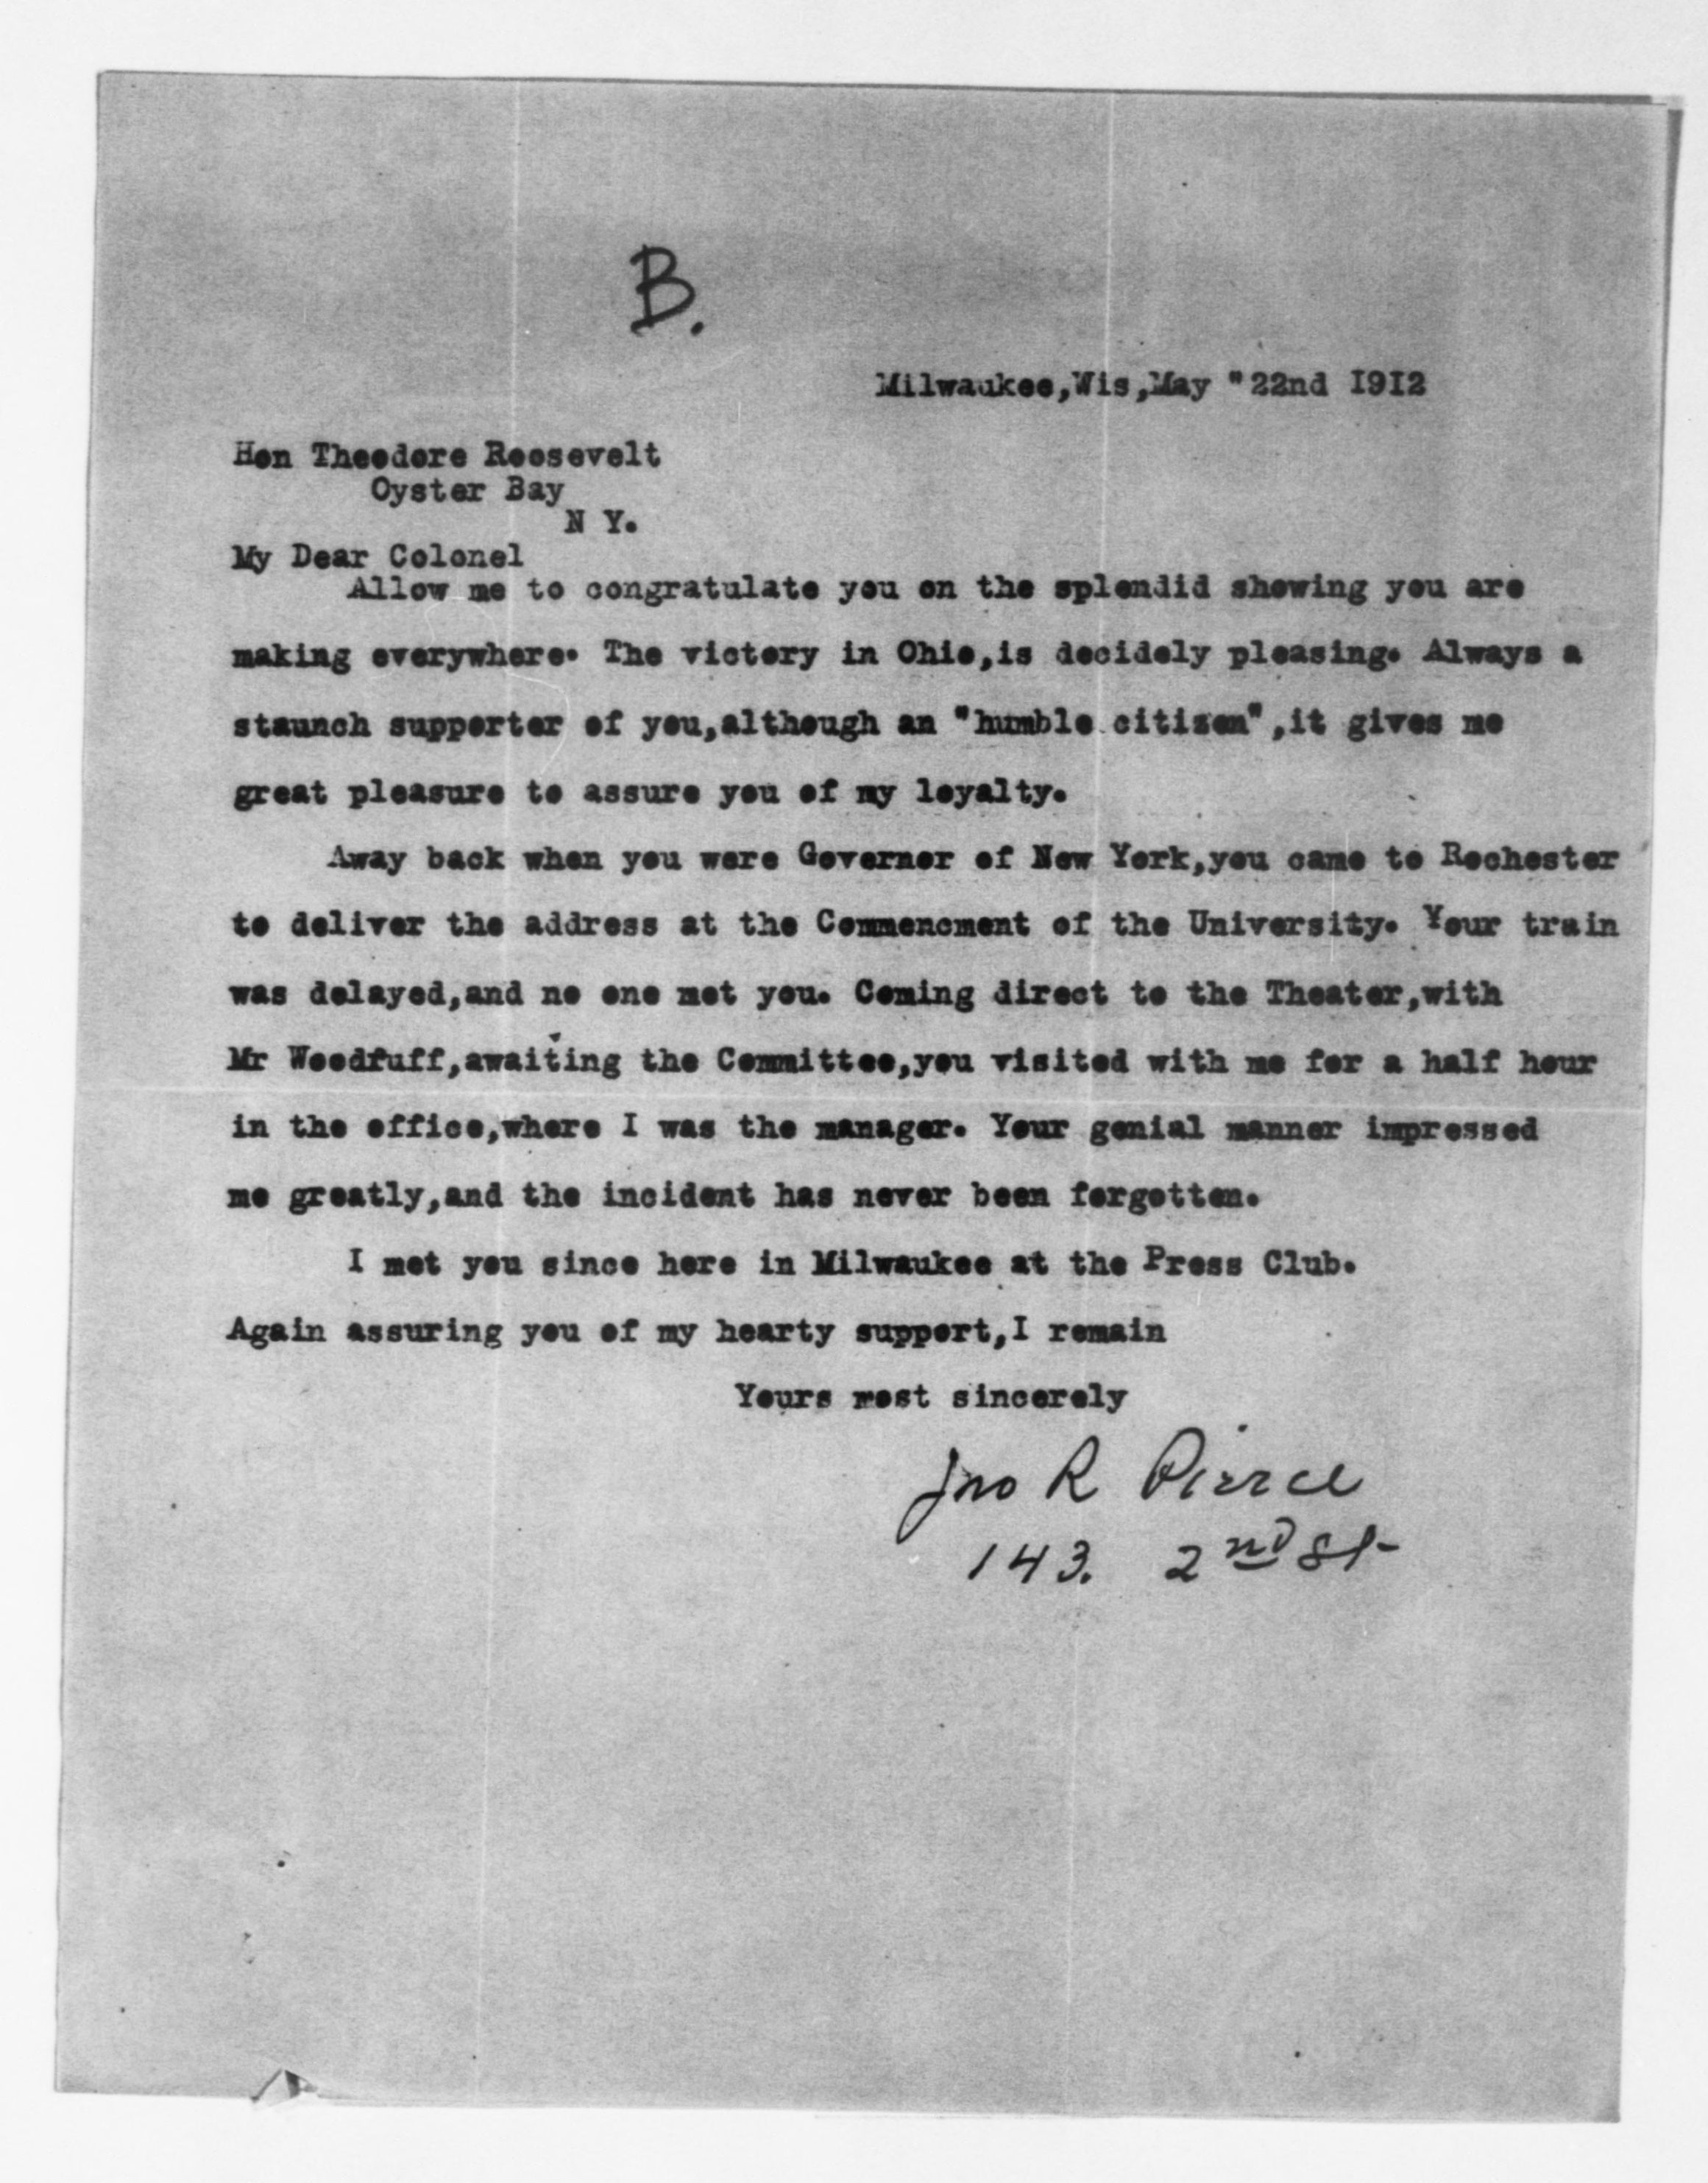 B.
Milwaukee,Wis,May "22nd I9I2
Hon Theodore Roosevelt
Oyster Bay
N Y.
My Dear Colonel
Allow me to congratulate you on the splendid showing you are
making everywhere. The victory in Ohio,is decidely pleasing. Always a
staunch supporter of you,although an "humble citizen",it gives me
great pleasure to assure you of my loyalty.
Away back when you were Governor of New York,you came to Rochester
to deliver the address at the Commencment of the University. Your train
was delayed,and no one met you. Coming direct to the Theater,with
Mr Woodruff,awaiting the Committee,you visited with me for a half hour
in the office,where I was the manager. Your genial manner impressed
me greatly,and the incident has never been forgotten.
I met you since here in Milwaukee at the Press Club.
Again assuring you of my hearty support,I remain
Yours most sincerely
Jno R Pierce
143. 2nd St